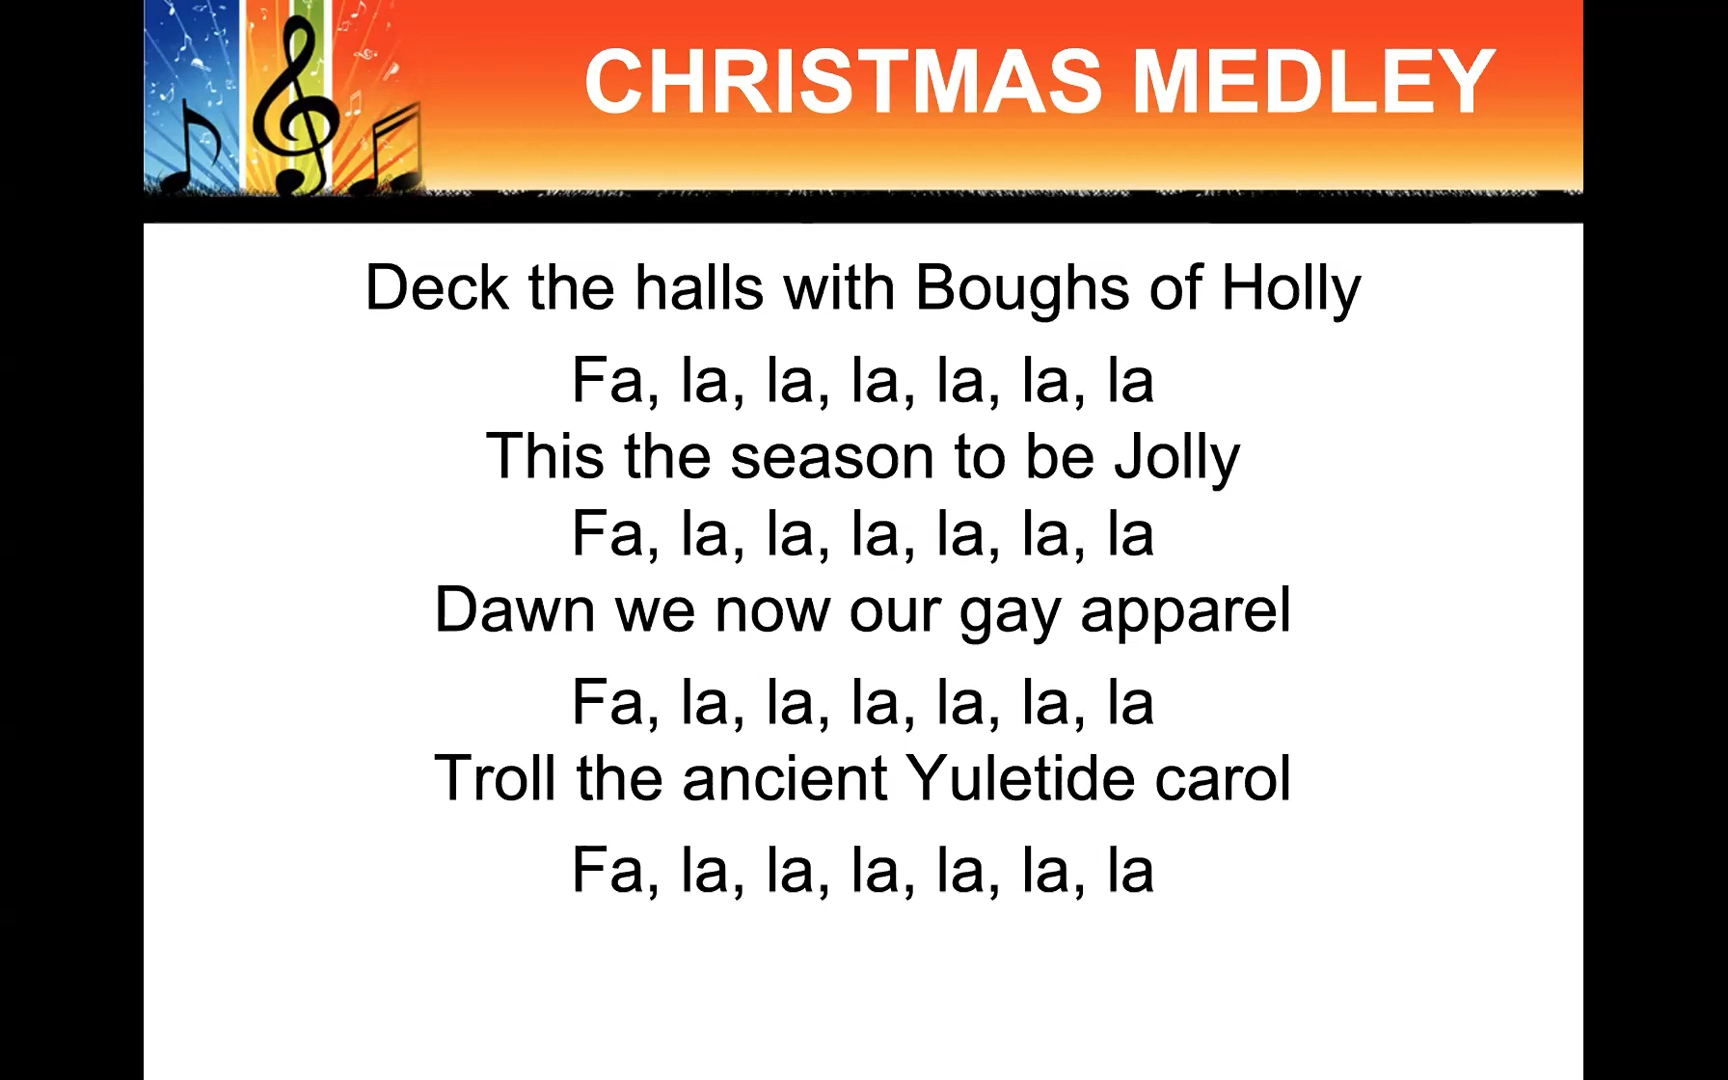 CHRISTMAS MEDLEY
Deck the halls with Boughs of Holly
Fa, la, la, la, la, la, la
This the season to be Jolly
Fa, la, la, la, la, la, la
Dawn we now our gay apparel
Fa, la, la, la, la, la, la
Troll the ancient Yuletide carol
Fa, la, la, la, la, la, la